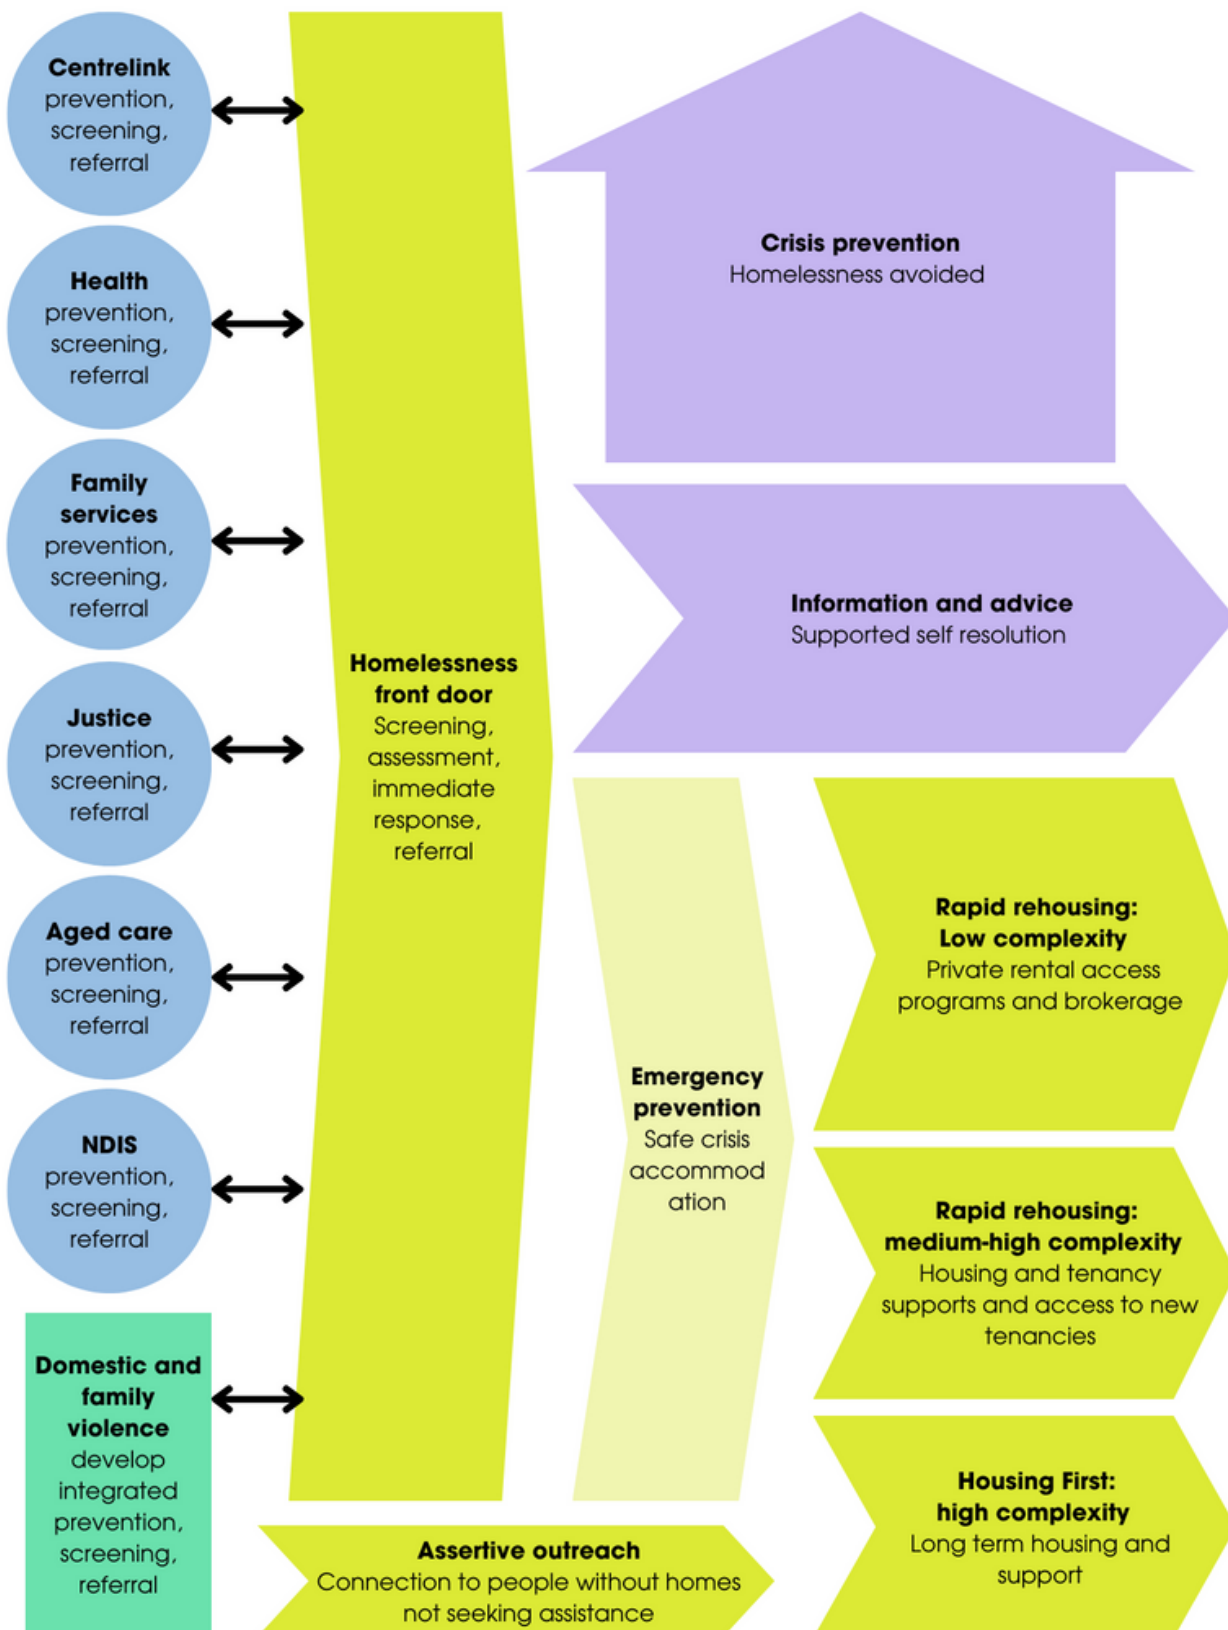 Centrelink
prevention,
screening,
referral
Health
prevention,
screening,
referral
Family
services
prevention,
screening,
referral
Justice
prevention,
screening,
referral
Aged care
prevention,
screening,
referral
NDIS
prevention,
screening,
referral
Domestic and
family
violence
develop
integrated
prevention,
screening,
referral
Homelessness
front door
Screening,
assessment,
immediate
response,
referral
Crisis prevention
Homelessness avoided
Information and advice
Supported self resolution
Emergency
prevention
Safe crisis
accommod
ation
Rapid rehousing:
Low complexity
Private rental access
programs and brokerage
Rapid rehousing:
medium-high complexity
Housing and tenancy
supports and access to new
tenancies
Housing First:
high complexity
Long term housing and
support
Assertive outreach
Connection to people without homes
not seeking assistance